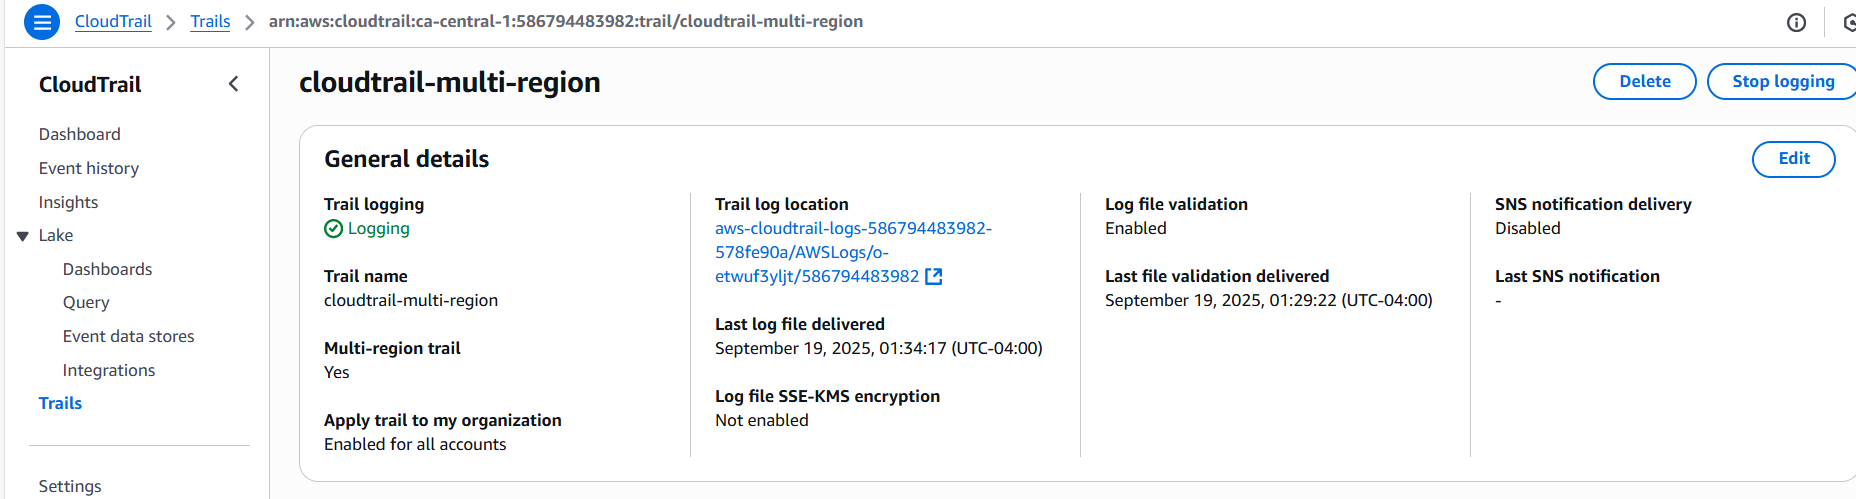 CloudTrail > Trails > arn:aws:cloudtrail:ca-central-1:586794483982:trail/cloudtrail-multi-region
CloudTrail
Dashboard
Event history
Insights
Lake
Dashboards
Query
Event data stores
Integrations
Trails
Settings
cloudtrail-multi-region
Delete
Stop logging
General details
Edit
Trail logging
Logging
Trail name
cloudtrail-multi-region
Multi-region trail
Yes
Apply trail to my organization
Enabled for all accounts
Trail log location
aws-cloudtrail-logs-586794483982-
578fe90a/AWSLogs/o-
etwuf3yljt/586794483982
Last log file delivered
September 19, 2025, 01:34:17 (UTC-04:00)
Log file SSE-KMS encryption
Not enabled
Log file validation
Enabled
Last file validation delivered
September 19, 2025, 01:29:22 (UTC-04:00)
SNS notification delivery
Disabled
Last SNS notification
-